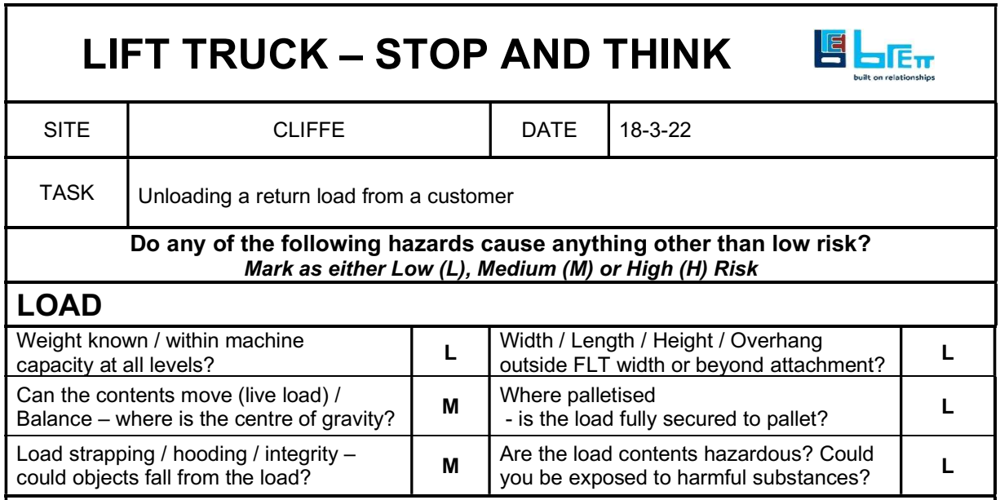 LIFT TRUCK – STOP AND THINK
brett
built on relationships
SITE CLIFFE DATE 18-3-22
TASK Unloading a return load from a customer
Do any of the following hazards cause anything other than low risk?
Mark as either Low (L), Medium (M) or High (H) Risk
LOAD
Weight known / within machine
capacity at all levels?
L
Width / Length / Height / Overhang
outside FLT width or beyond attachment?
L
Can the contents move (live load) /
Balance – where is the centre of gravity?
M
Where palletised
- is the load fully secured to pallet?
L
Load strapping / hooding / integrity –
could objects fall from the load?
M
Are the load contents hazardous? Could
you be exposed to harmful substances?
L